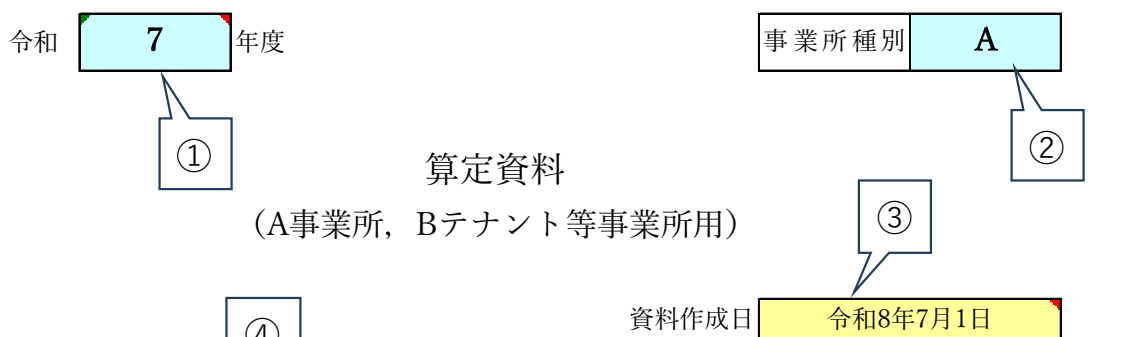 令和 7 年度 事業所種別 A
① ②
算定資料
(A事業所, Bテナント等事業所用)
③
④
資料作成日 令和8年7月1日